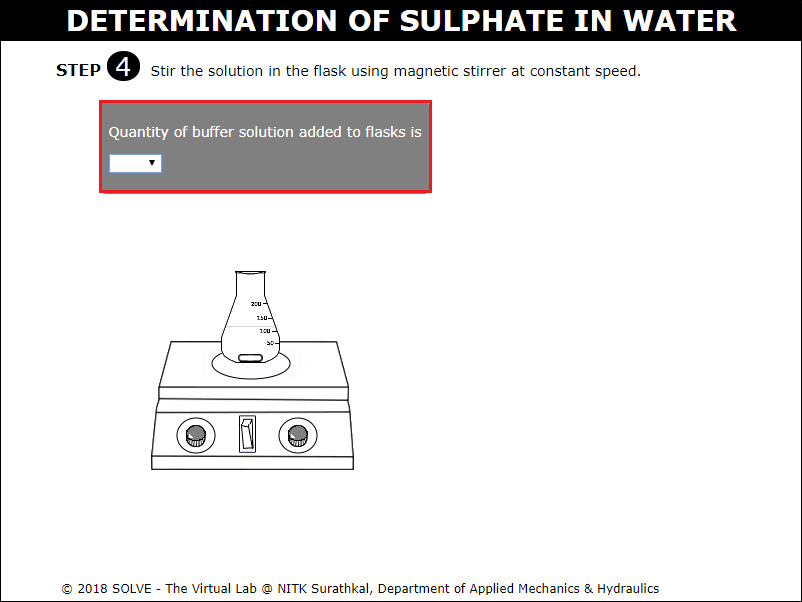 DETERMINATION OF SULPHATE IN WATER
STEP 4 Stir the solution in the flask using magnetic stirrer at constant speed.
Quantity of buffer solution added to flasks is
200
150
100
50
© 2018 SOLVE - The Virtual Lab @ NITK Surathkal, Department of Applied Mechanics & Hydraulics